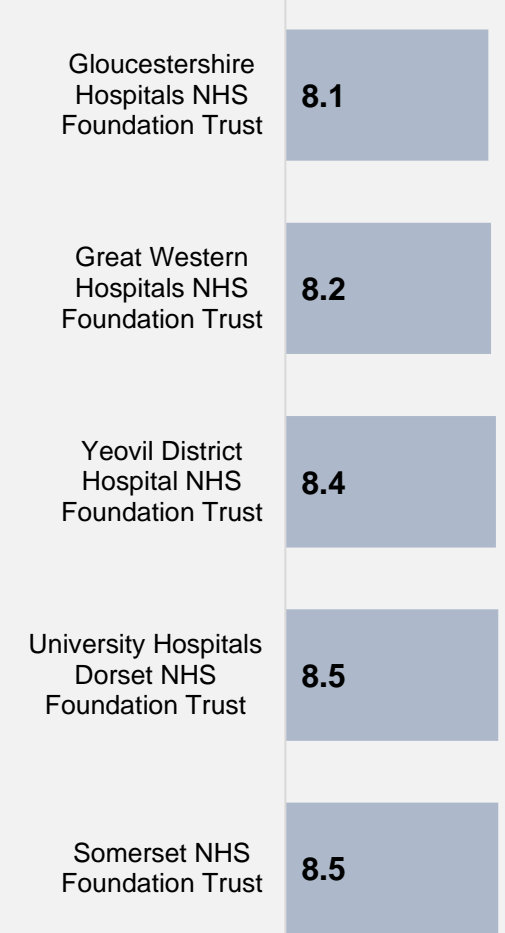 Gloucestershire
Hospitals NHS
Foundation Trust
8.1
Great Western
Hospitals NHS
Foundation Trust
8.2
Yeovil District
Hospital NHS
Foundation Trust
8.4
University Hospitals
Dorset NHS
Foundation Trust
8.5
Somerset NHS
Foundation Trust
8.5